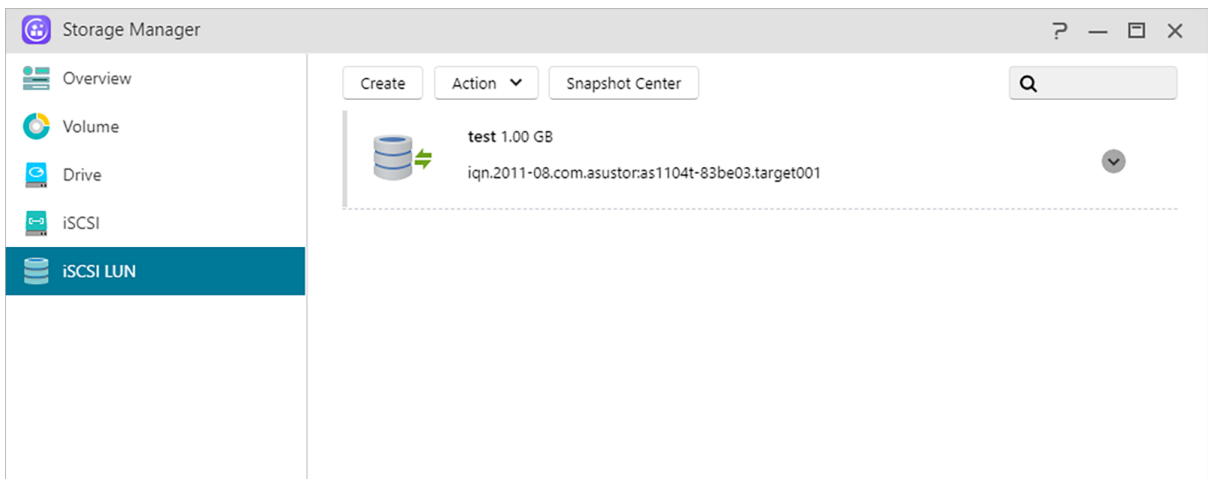 Storage Manager
Overview
Volume
Drive
iSCSI
iSCSI LUN
Create
Action
Snapshot Center
test 1.00 GB
iqn.2011-08.com.asustor:as1104t-83be03.target001